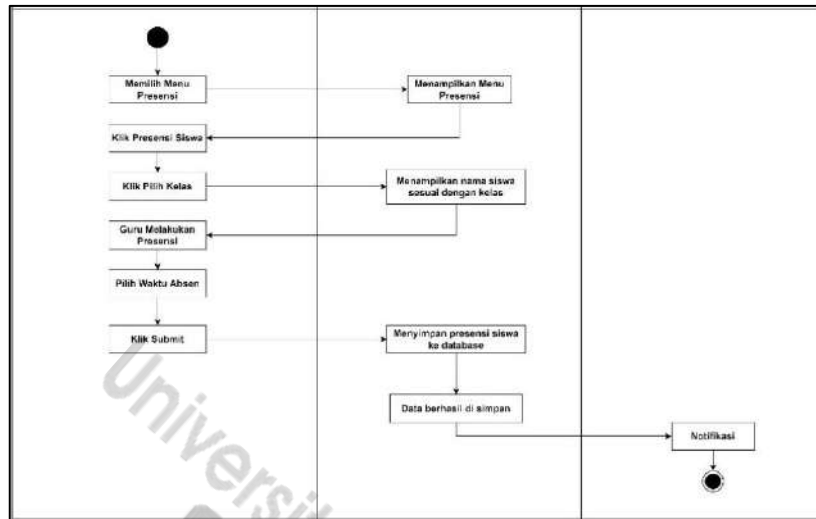 Memilih Menu
Presensi
Menampilkan Menu
Presensi
Klik Presensi Siswa
Klik Pilih Kelas
Menampilkan nama siswa
sesuai dengan kelas
Guru Melakukan
Presensi
Pilih Waktu Absen
Klik Submit
Menyimpan presensi siswa
ke database
Data berhasil di simpan
Notifikasi